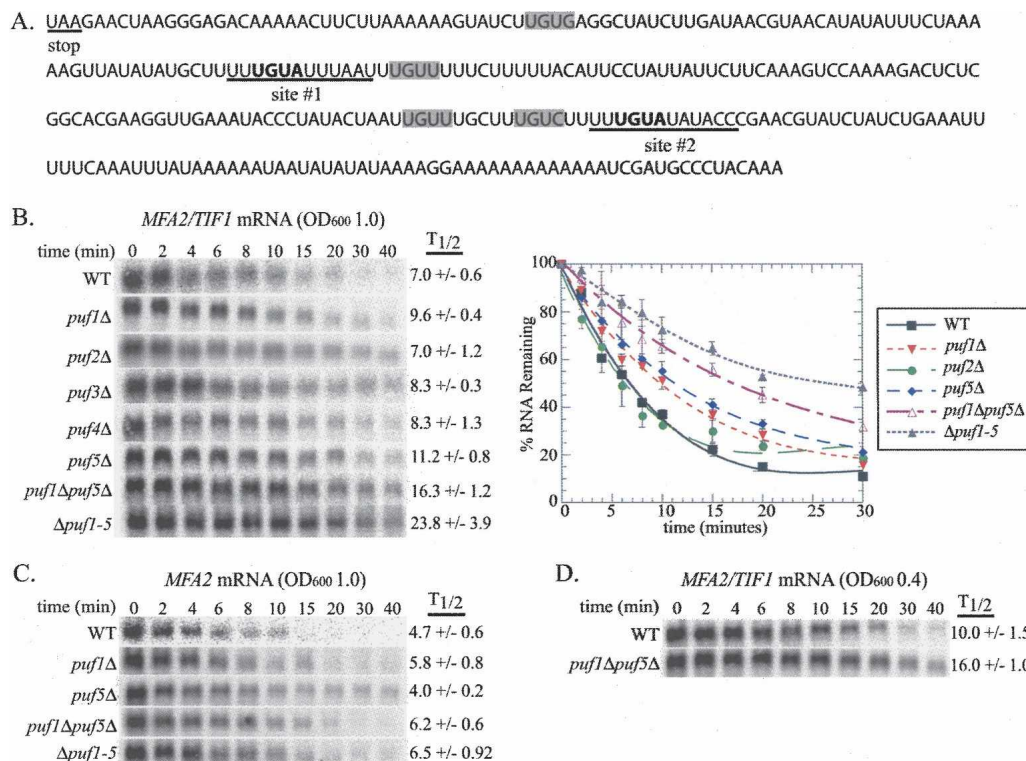 A.
UAAGAACUAAGGGAGACAAAAACUUCUUAAAAAAGUAUCUUGUGAGGCUAUCUUGAUAACGUAACAUAUAUUUCUAAA
stop
AAGUUAUAUAUGCUUUUUUGUAUUUAAUUUGUUUUUCUUUUUACAUUCCUAUUAUUCUUCAAAGUCCAAAAGACUCUC
site #1
GGCACGAAGGUUGAAAUACCCUAUACUAAUUGUUUGCUUUGUCUUUUUUGUAUAUACCCGAACGUAUCUAUCUGAAAUU
site #2
UUUCAAAUUUAUAAAAAAUAAUAUAUAUAAAAGGAAAAAAAAAAAAAAUCGAUGCCCUACAAA
B.
MFA2/TIF1 mRNA (OD600 1.0)
time (min) 0 2 4 6 8 10 15 20 30 40 T1/2
WT 7.0 +/- 0.6
puf1Δ 9.6 +/- 0.4
puf2Δ 7.0 +/- 1.2
puf3Δ 8.3 +/- 0.3
puf4Δ 8.3 +/- 1.3
puf5Δ 11.2 +/- 0.8
puf1Δpuf5Δ 16.3 +/- 1.2
Δpuf1-5 23.8 +/- 3.9
% RNA Remaining
100
80
60
40
20
0
0 5 10 15 20 25 30
time (minutes)
WT
puf1Δ
puf2Δ
puf5Δ
puf1Δpuf5Δ
Δpuf1-5
C.
MFA2 mRNA (OD600 1.0)
time (min) 0 2 4 6 8 10 15 20 30 40 T1/2
WT 4.7 +/- 0.6
puf1Δ 5.8 +/- 0.8
puf5Δ 4.0 +/- 0.2
puf1Δpuf5Δ 6.2 +/- 0.6
Δpuf1-5 6.5 +/- 0.92
D.
MFA2/TIF1 mRNA (OD600 0.4)
time (min) 0 2 4 6 8 10 15 20 30 40 T1/2
WT 10.0 +/- 1.5
puf1Δpuf5Δ 16.0 +/- 1.0